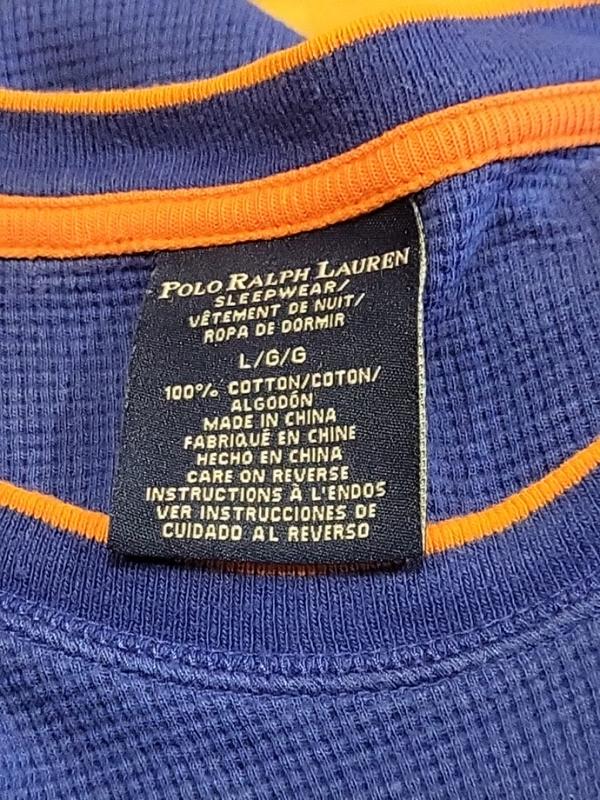 POLO RALPH LAUREN
SLEEPWEAR/
VÊTEMENT DE NUIT/
ROPA DE DORMIR
L/G/G
100% COTTON/COTON/
ALGODÓN
MADE IN CHINA
FABRIQUÉ EN CHINE
HECHO EN CHINA
CARE ON REVERSE
INSTRUCTIONS À L'ENDOS
VER INSTRUCCIONES DE
CUIDADO AL REVERSO